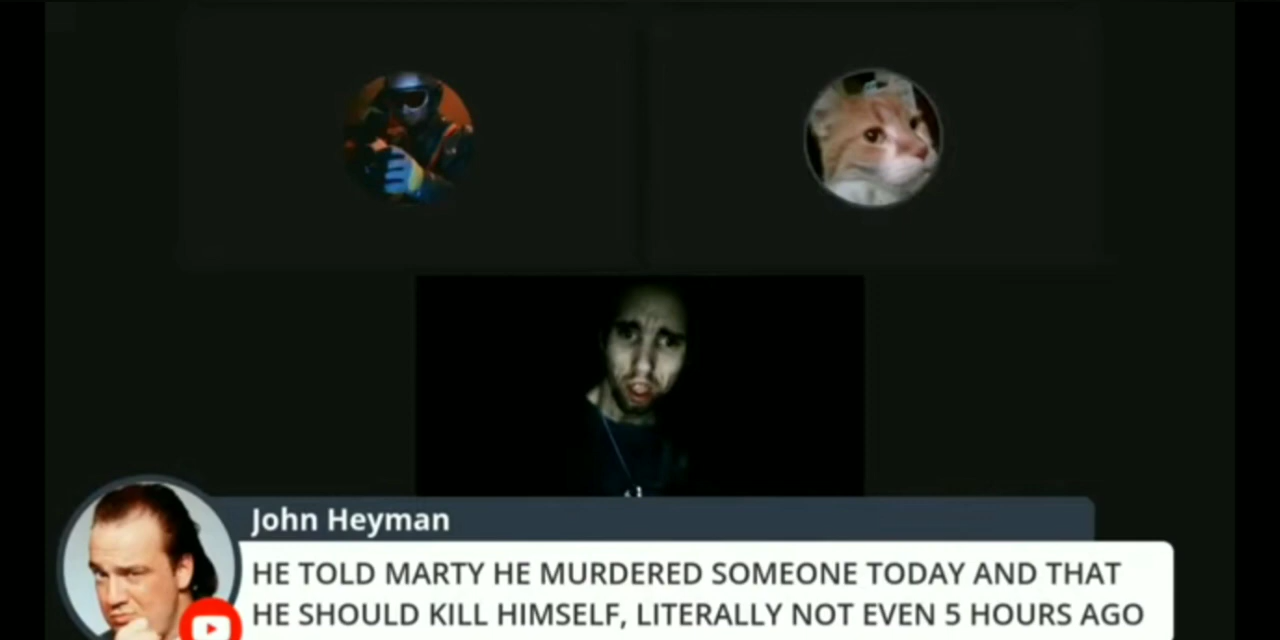 John Heyman
HE TOLD MARTY HE MURDERED SOMEONE TODAY AND THAT
HE SHOULD KILL HIMSELF, LITERALLY NOT EVEN 5 HOURS AGO